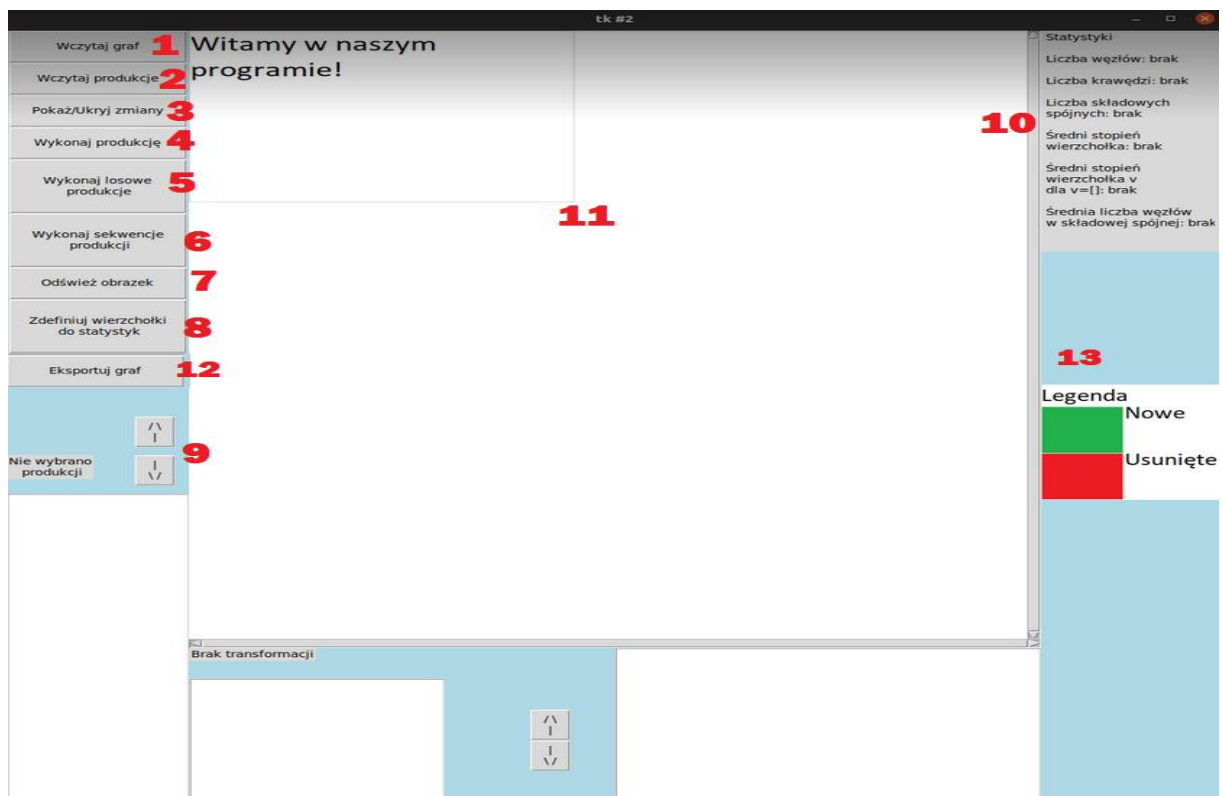 tk #2
Wczytaj graf 1
Wczytaj produkcje 2
Pokaż/Ukryj zmiany 3
Wykonaj produkcję 4
Wykonaj losowe
produkcje
5
Wykonaj sekwencje
produkcji
6
Odśwież obrazek 7
Zdefiniuj wierzchołki
do statystyk
8
Eksportuj graf 12
/\
|
9
Nie wybrano
produkcji
|
\/
Witamy w naszym
programie!
11
10
Statystyki
Liczba węzłów: brak
Liczba krawędzi: brak
Liczba składowych
spójnych: brak
Średni stopień
wierzchołka: brak
Średni stopień
wierzchołka v
dla v=[]: brak
Średnia liczba węzłów
w składowej spójnej: brak
13
Legenda
Nowe
Usunięte
Brak transformacji
/\
|
|
\/